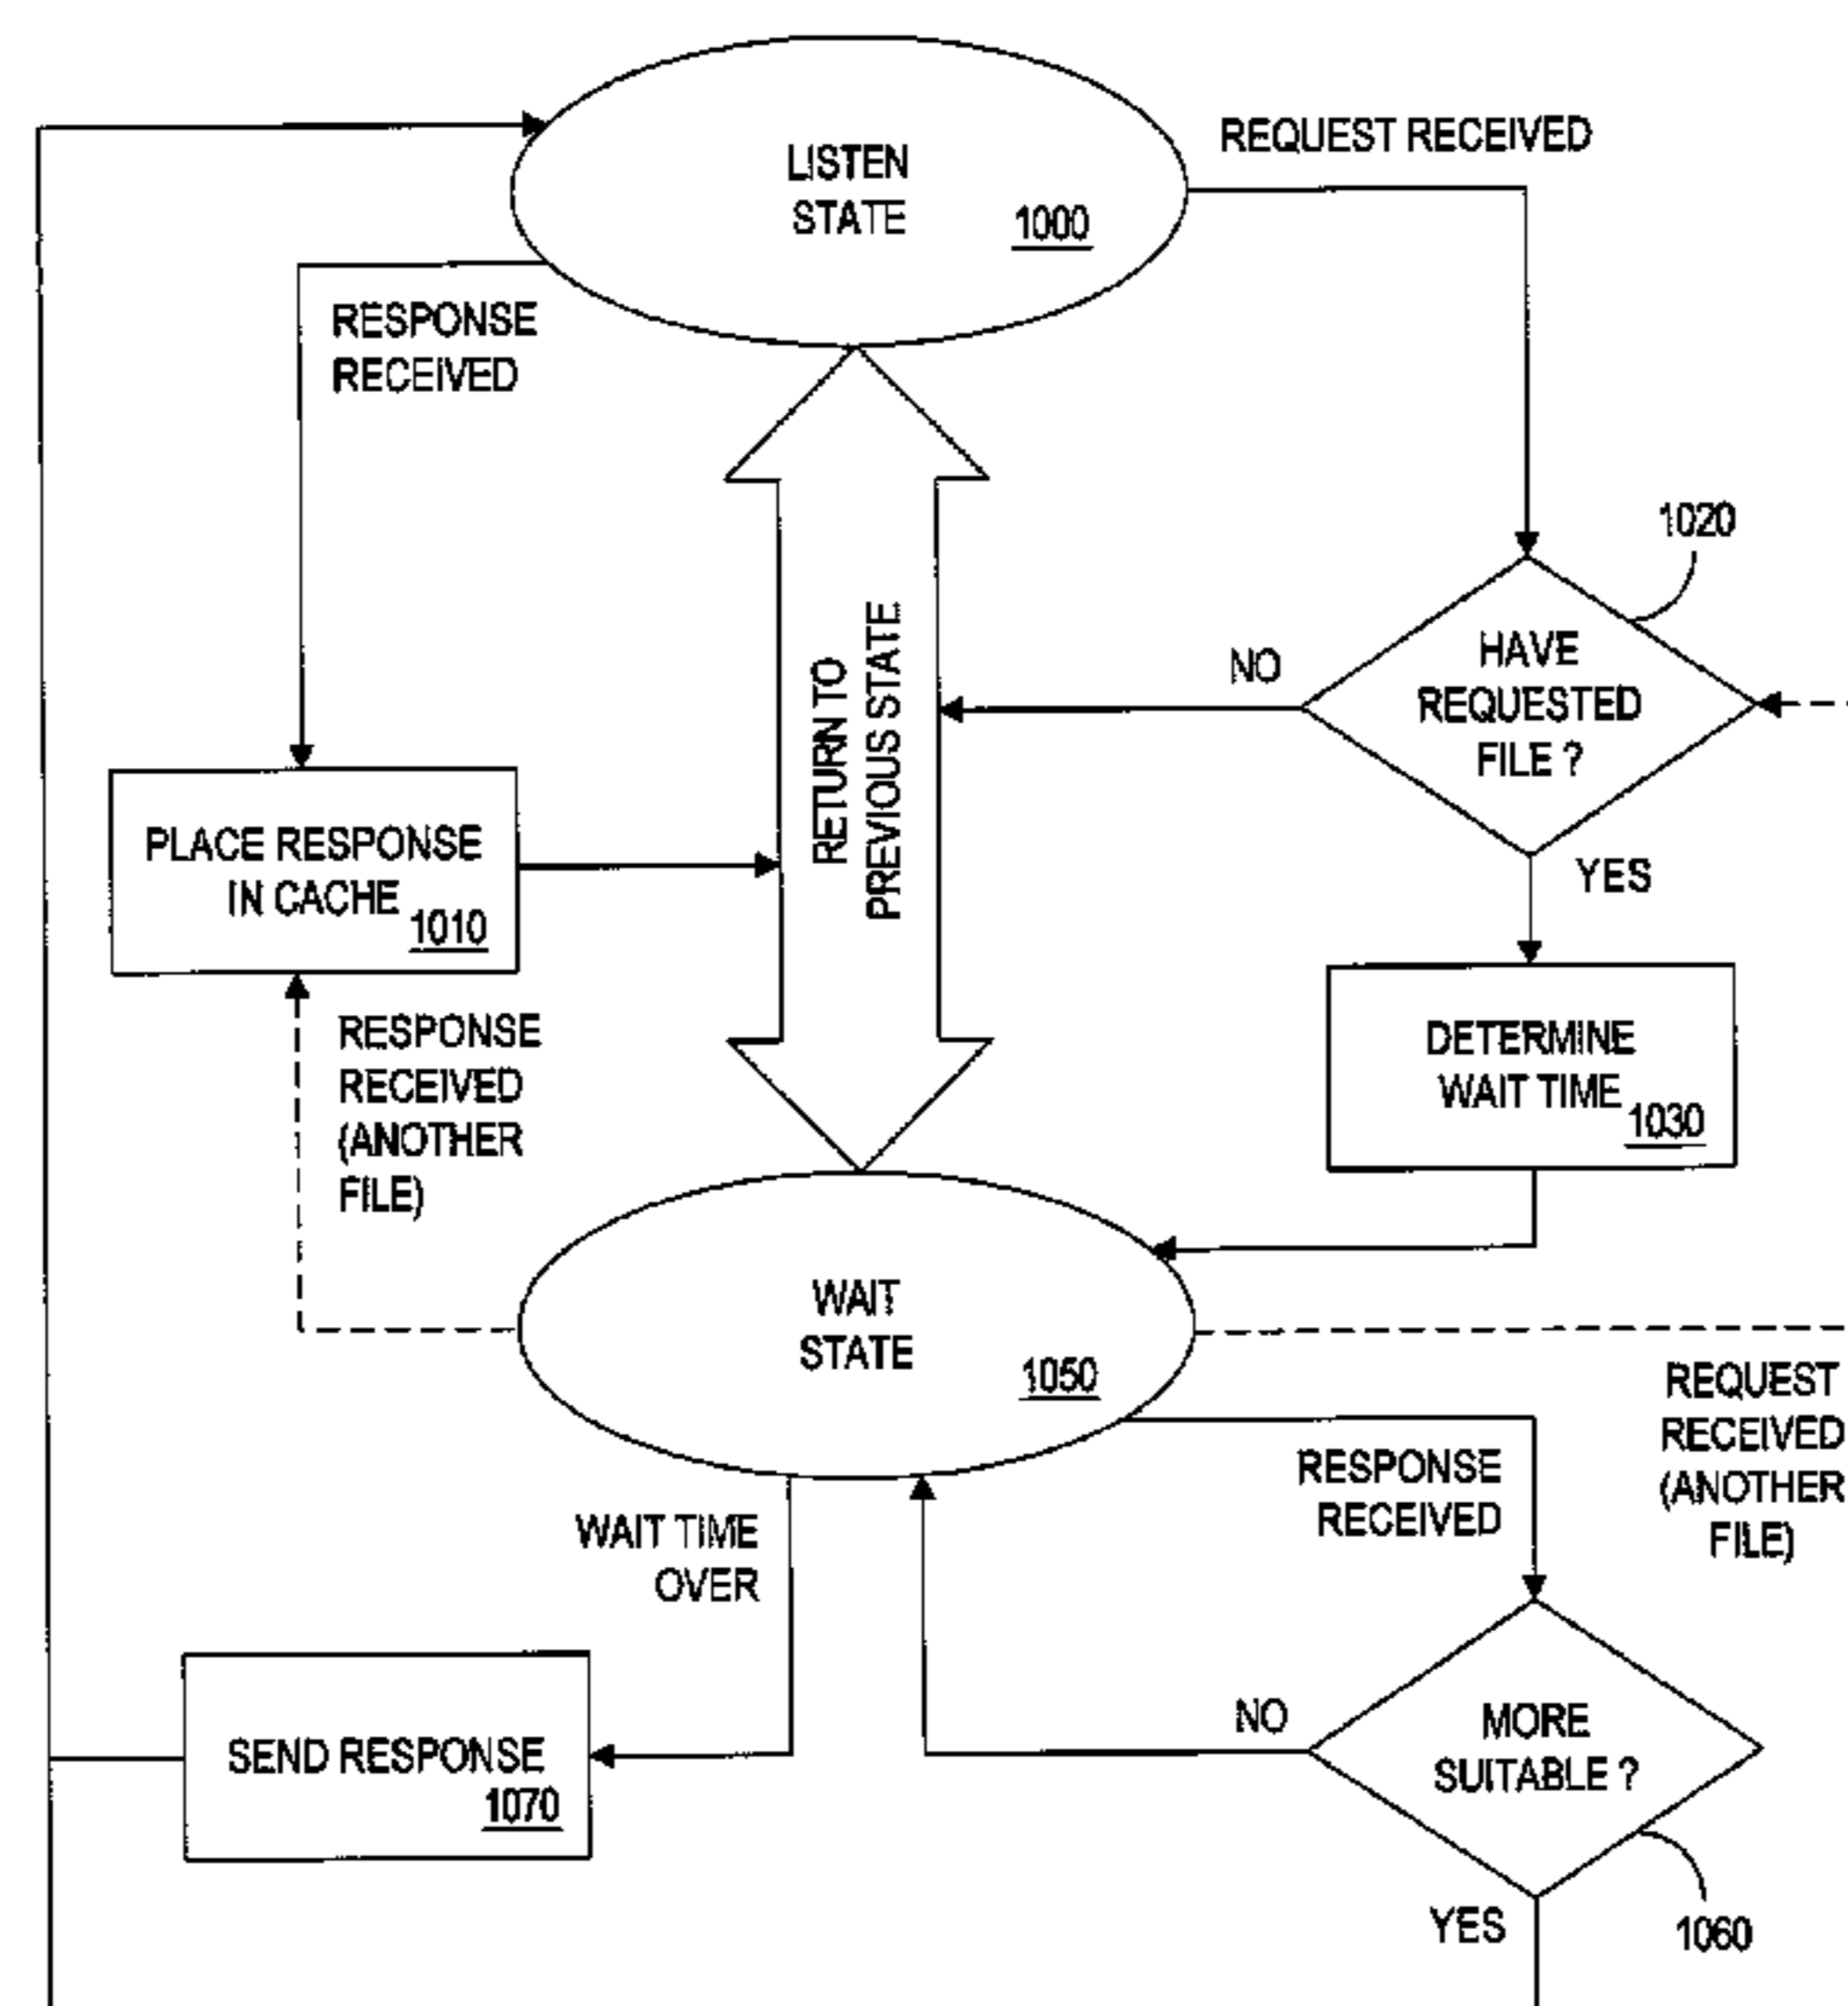 LISTEN
STATE
1000
REQUEST RECEIVED
RESPONSE
RECEIVED
1020
HAVE
REQUESTED
FILE ?
NO
YES
RETURN TO
PREVIOUS STATE
PLACE RESPONSE
IN CACHE
1010
DETERMINE
WAIT TIME
1030
RESPONSE
RECEIVED
(ANOTHER
FILE)
WAIT
STATE
1050
REQUEST
RECEIVED
(ANOTHER
FILE)
RESPONSE
RECEIVED
WAIT TIME
OVER
SEND RESPONSE
1070
NO
MORE
SUITABLE ?
YES
1060